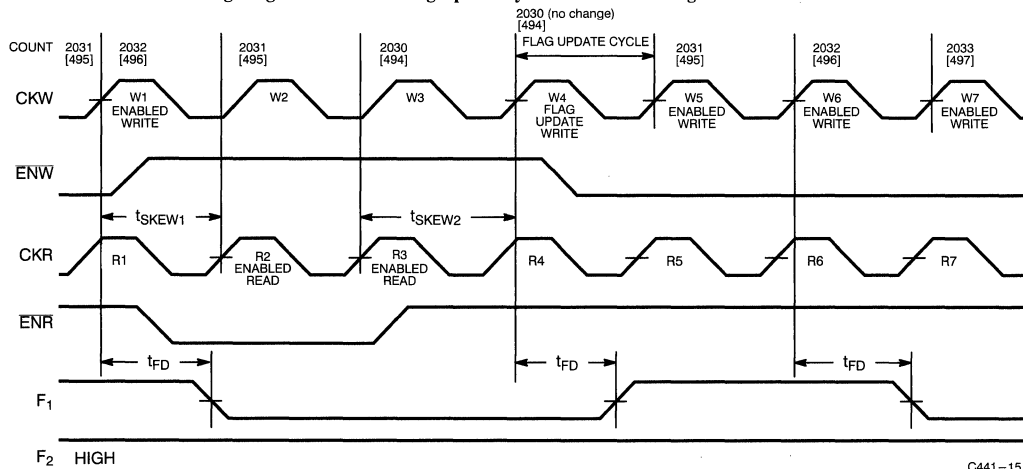 2030 (no change)
[494]
COUNT
2031
[495]
2032
[496]
2031
[495]
2030
[494]
FLAG UPDATE CYCLE
2031
[495]
2032
[496]
2033
[497]
CKW
W1
ENABLED
WRITE
W2
W3
W4
FLAG
UPDATE
WRITE
W5
ENABLED
WRITE
W6
ENABLED
WRITE
W7
ENABLED
WRITE
ENW
tSKEW1
tSKEW2
CKR
R1
R2
ENABLED
READ
R3
ENABLED
READ
R4
R5
R6
R7
ENR
tFD
tFD
tFD
F1
F2 HIGH
C441–15